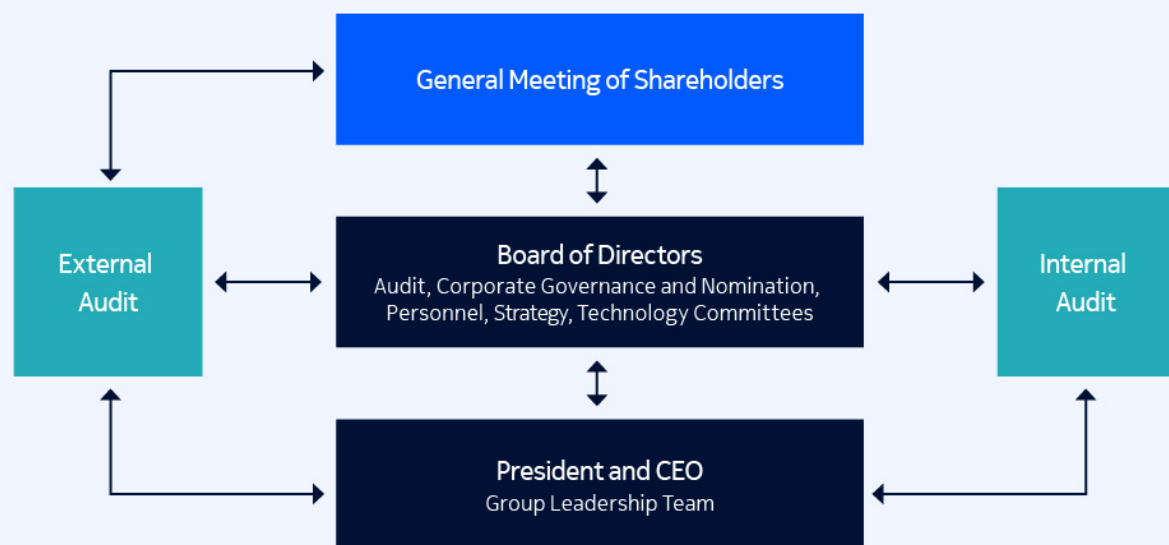 General Meeting of Shareholders
External
Audit
Board of Directors
Audit, Corporate Governance and Nomination,
Personnel, Strategy, Technology Committees
Internal
Audit
President and CEO
Group Leadership Team